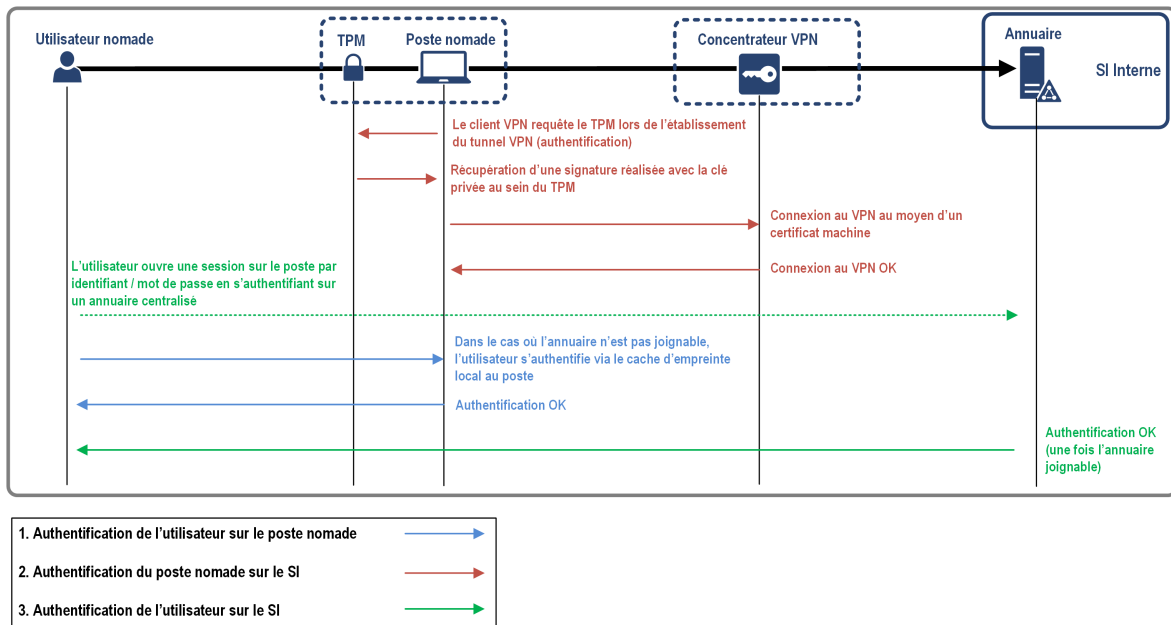 Utilisateur nomade
TPM
Poste nomade
Concentrateur VPN
Annuaire
SI Interne
Le client VPN requête le TPM lors de l'établissement
du tunnel VPN (authentification)
Récupération d'une signature réalisée avec la clé
privée au sein du TPM
Connexion au VPN au moyen d'un
certificat machine
Connexion au VPN OK
L'utilisateur ouvre une session sur le poste par
identifiant / mot de passe en s'authentifiant sur
un annuaire centralisé
Dans le cas où l'annuaire n'est pas joignable,
l'utilisateur s'authentifie via le cache d'empreinte
local au poste
Authentification OK
Authentification OK
(une fois l'annuaire
joignable)
1. Authentification de l'utilisateur sur le poste nomade
2. Authentification du poste nomade sur le SI
3. Authentification de l'utilisateur sur le SI